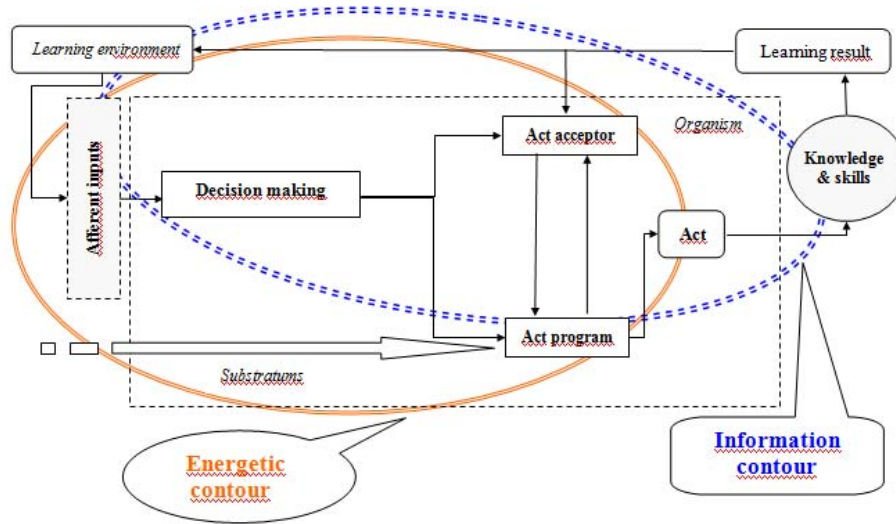 Learning environment
Learning result
Act acceptor
Organism
Knowledge
& skills
Afferent inputs
Decision making
Act
Act program
Substratums
Energetic
contour
Information
contour